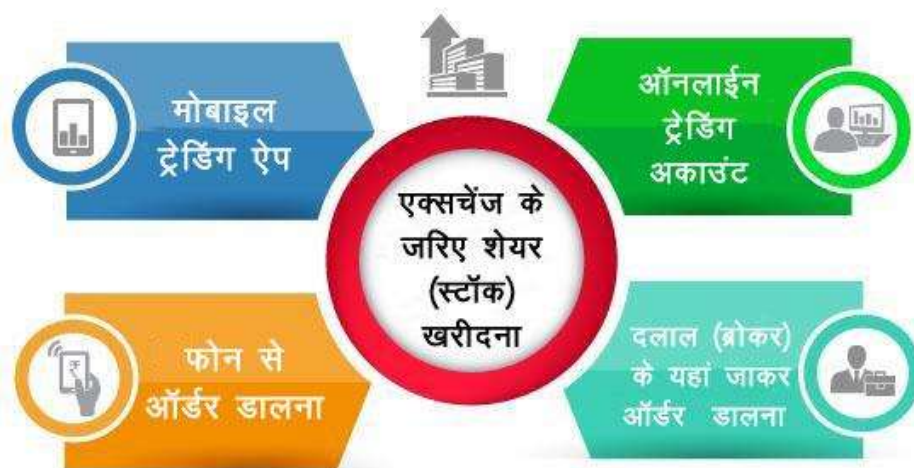 मोबाइल
ट्रेडिंग ऐप
ऑनलाईन
ट्रेडिंग
अकाउंट
एक्सचेंज के
जरिए शेयर
(स्टॉक)
खरीदना
फोन से
ऑर्डर डालना
दलाल (ब्रोकर)
के यहां जाकर
ऑर्डर डालना